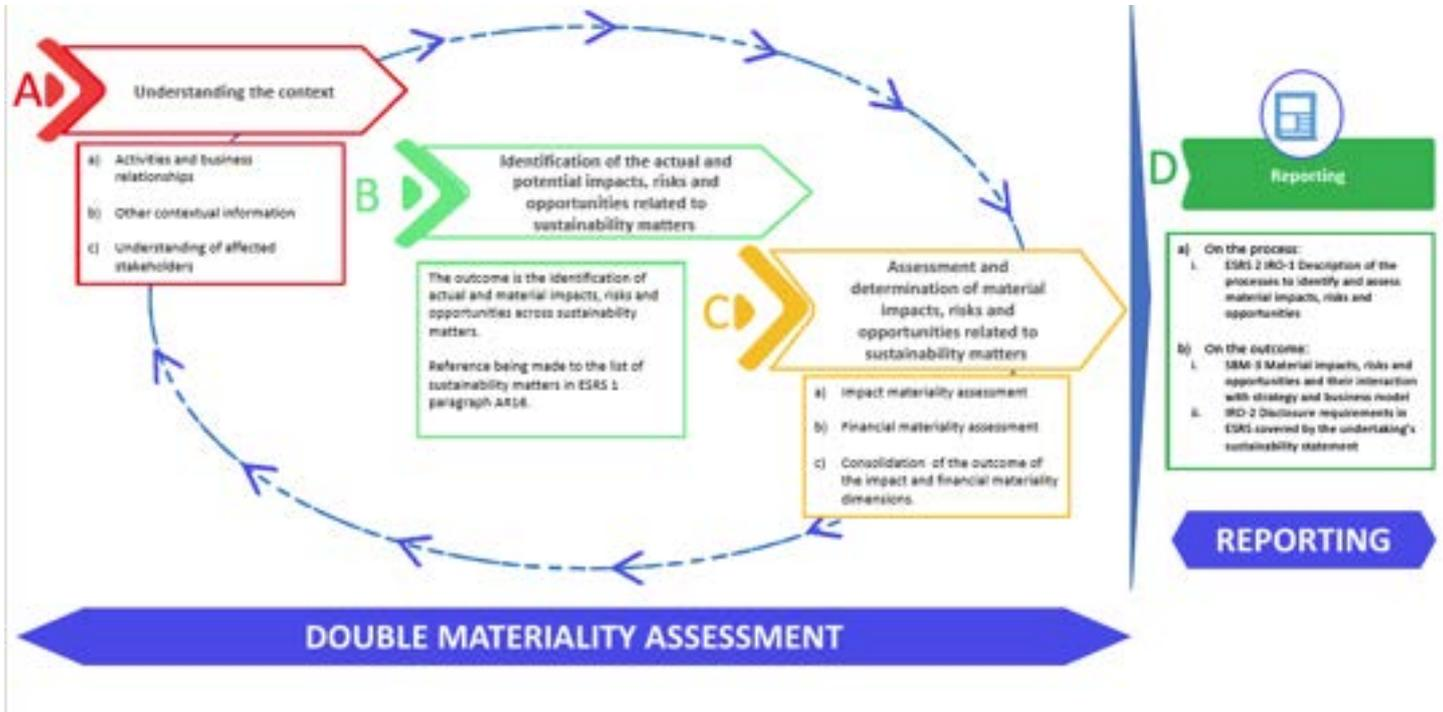 A
Understanding the context
a) Activities and business
relationships
b) Other contextual information
c) Understanding of affected
stakeholders
B
Identification of the actual and
potential impacts, risks and
opportunities related to
sustainability matters
The outcome is the identification of
actual and material impacts, risks and
opportunities across sustainability
matters.
Reference being made to the list of
sustainability matters in ESRS 1
paragraph AR16.
C
Assessment and
determination of material
impacts, risks and
opportunities related to
sustainability matters
a) Impact materiality assessment
b) Financial materiality assessment
c) Consolidation of the outcome of
the impact and financial materiality
dimensions.
D
Reporting
a) On the process:
i. ESRS 2 IRO-1 Description of the
processes to identify and assess
material impacts, risks and
opportunities
b) On the outcome:
i. SBM-3 Material impacts, risks and
opportunities and their interaction
with strategy and business model
ii. IRO-2 Disclosure requirements in
ESRS covered by the undertaking's
sustainability statement
REPORTING
DOUBLE MATERIALITY ASSESSMENT